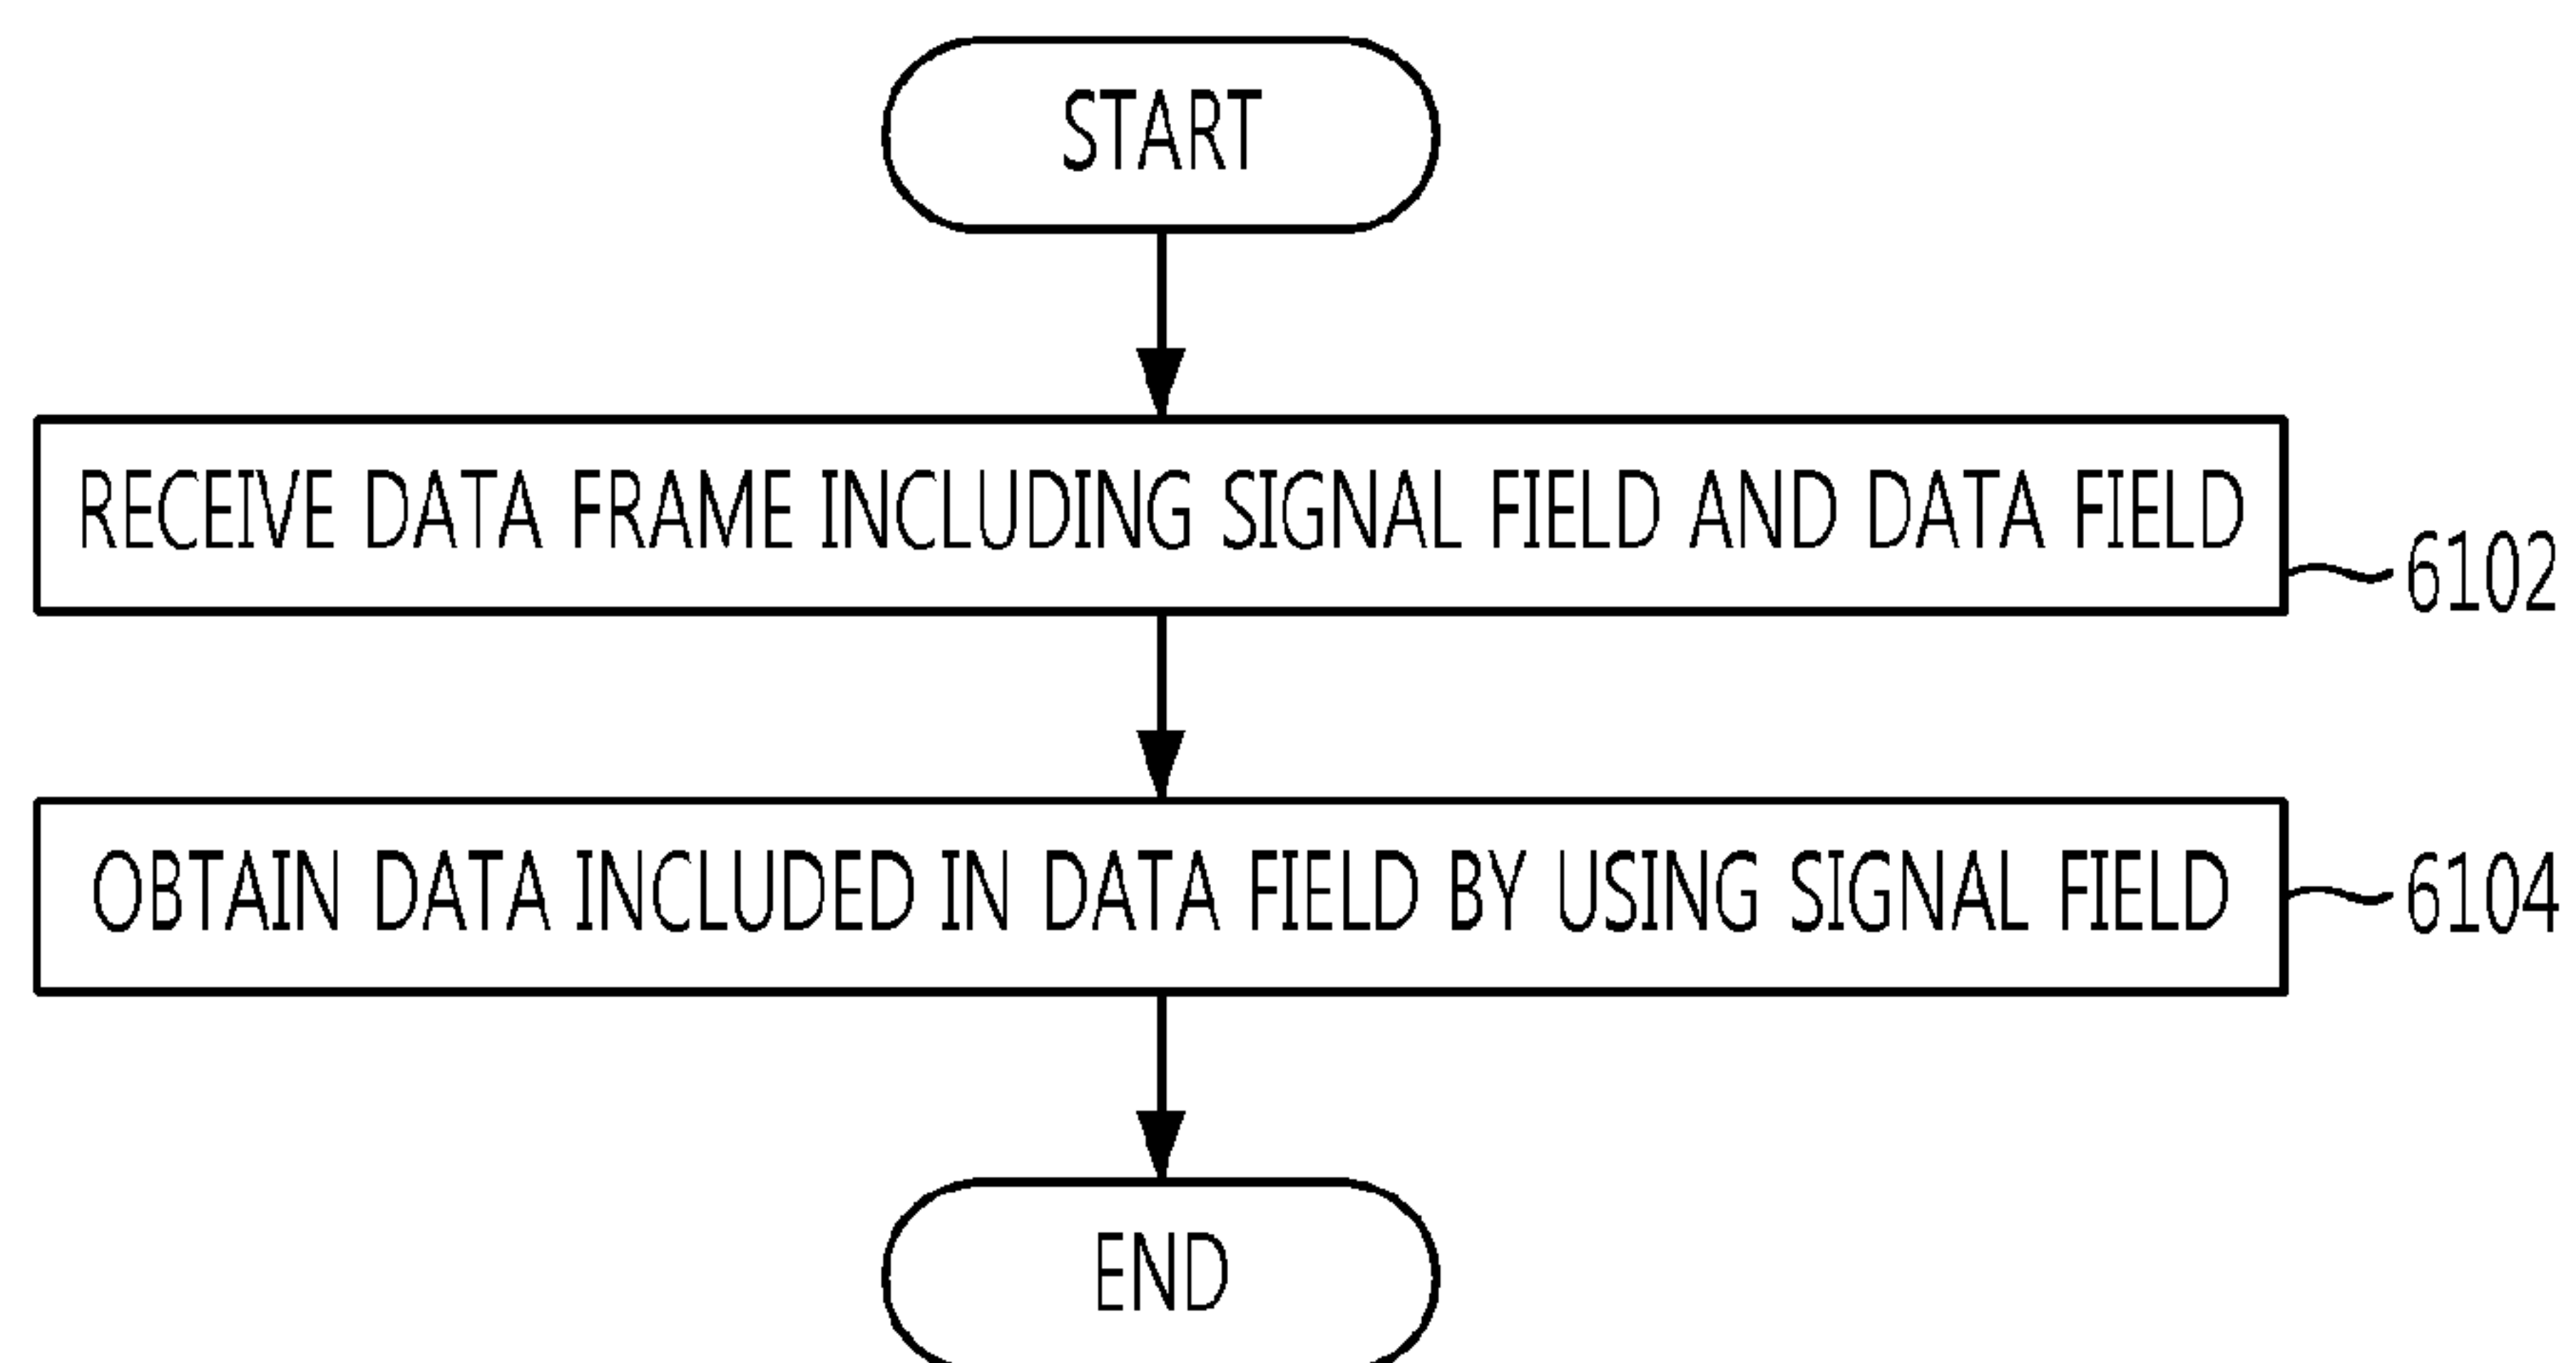 START
RECEIVE DATA FRAME INCLUDING SIGNAL FIELD AND DATA FIELD
6102
OBTAIN DATA INCLUDED IN DATA FIELD BY USING SIGNAL FIELD
6104
END